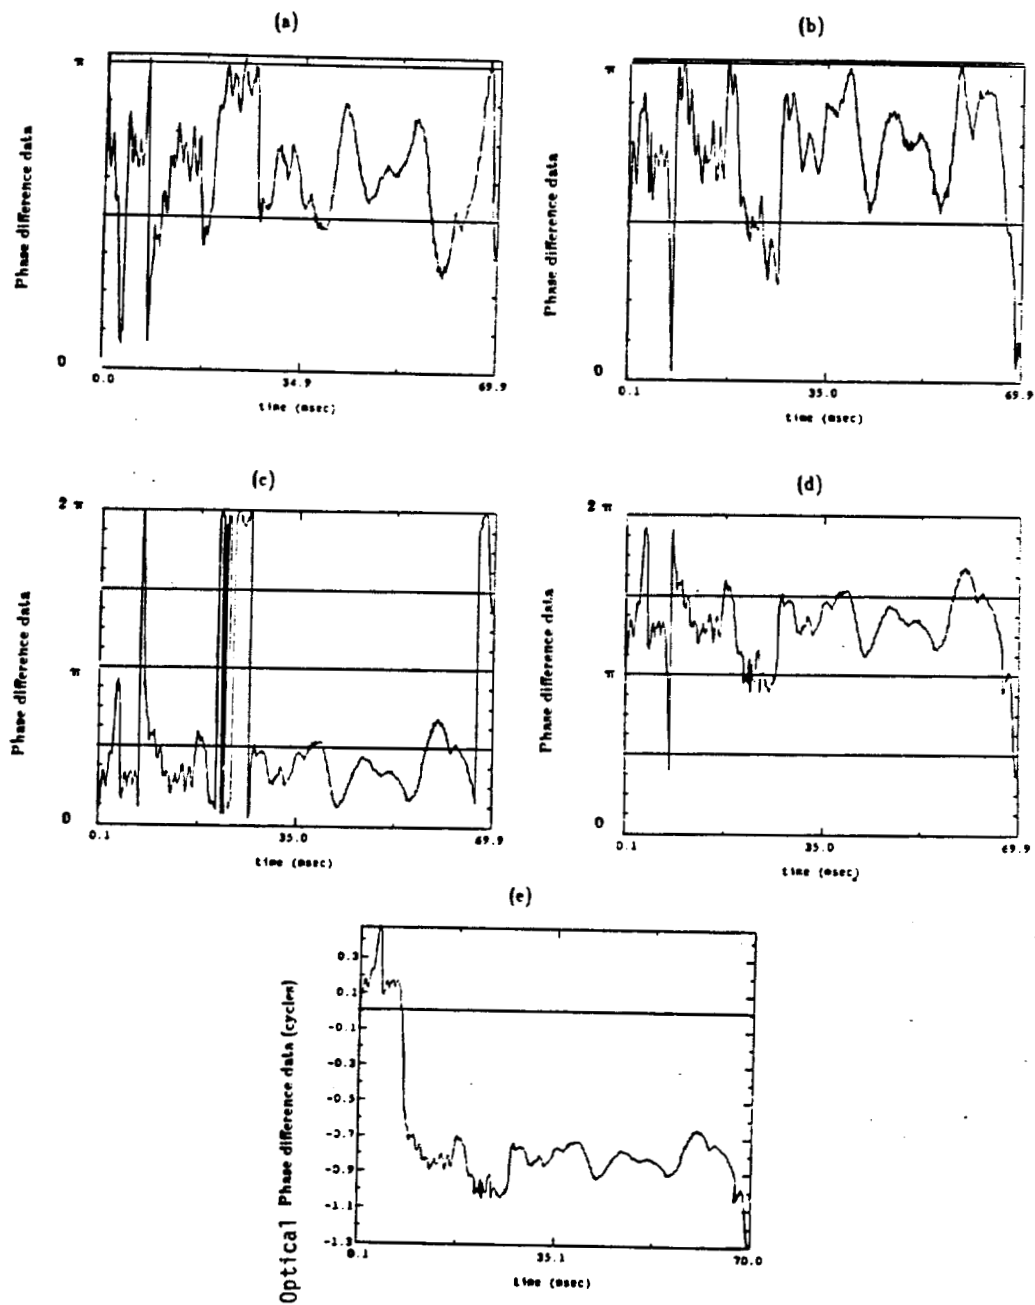 (a)
π
Phase difference data
0
0.0
34.9
69.9
time (msec)
(b)
π
Phase difference data
0
0.1
35.0
69.9
time (msec)
(c)
2 π
π
Phase difference data
0
0.1
35.0
69.9
time (msec)
(d)
2 π
π
Phase difference data
0
0.1
35.0
69.9
time (msec)
(e)
Optical Phase difference data (cycles)
0.3
0.1
-0.1
-0.3
-0.5
-0.7
-0.9
-1.1
-1.3
0.1
35.1
70.0
time (msec)